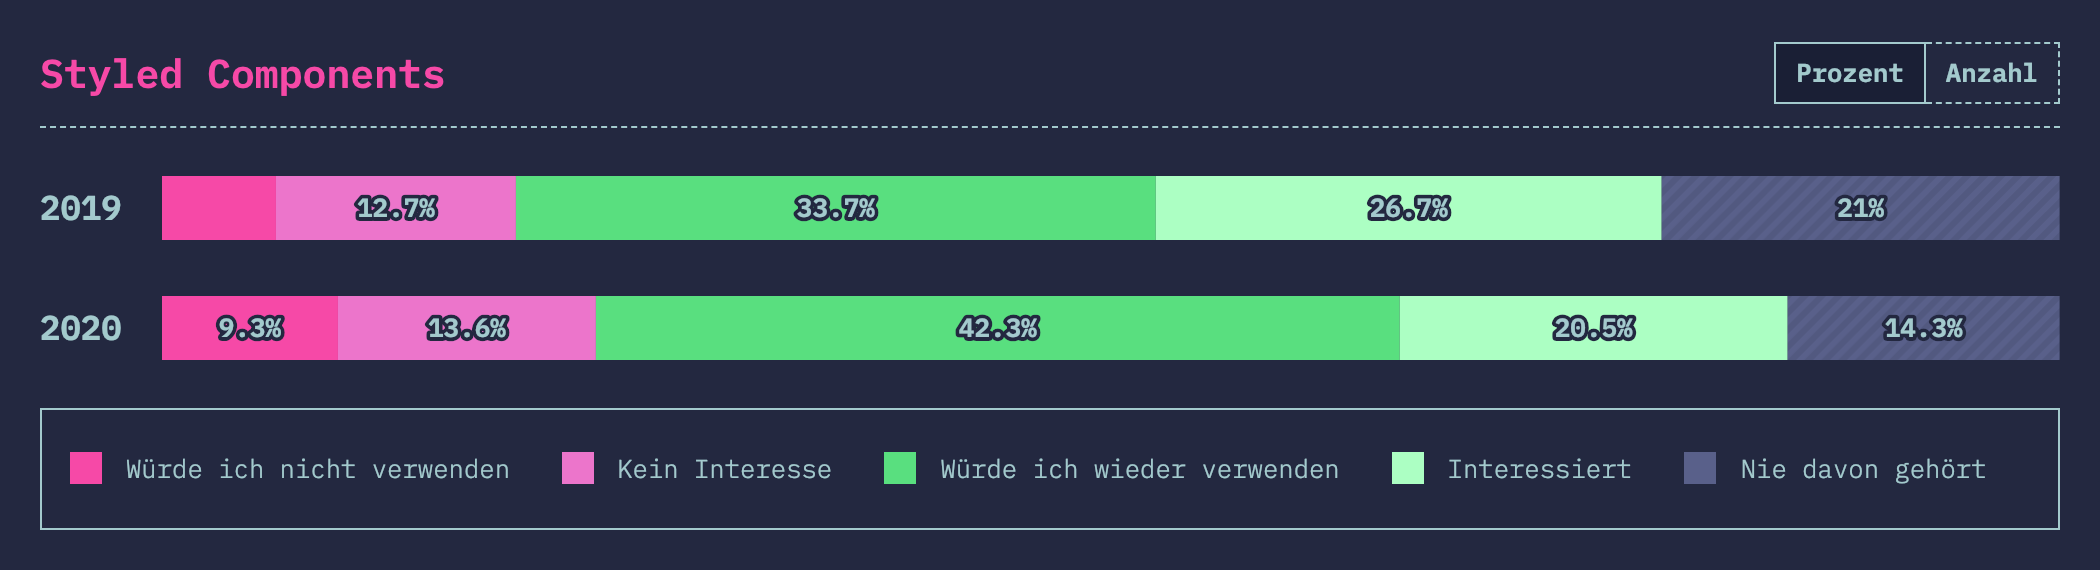 Styled Components
Prozent Anzahl
2019 12.7% 33.7% 26.7% 21%
2020 9.3% 13.6% 42.3% 20.5% 14.3%
Würde ich nicht verwenden Kein Interesse Würde ich wieder verwenden Interessiert Nie davon gehört